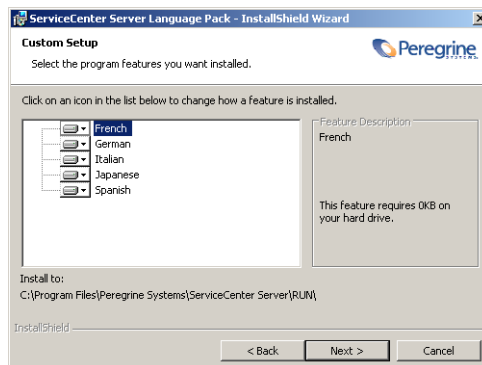 ServiceCenter Server Language Pack - InstallShield Wizard
Custom Setup
Select the program features you want installed.
Peregrine
SYSTEMS
Click on an icon in the list below to change how a feature is installed.
French
German
Italian
Japanese
Spanish
Feature Description
French
This feature requires 0KB on
your hard drive.
Install to:
C:\Program Files\Peregrine Systems\ServiceCenter Server\RUN\
InstallShield
< Back
Next >
Cancel